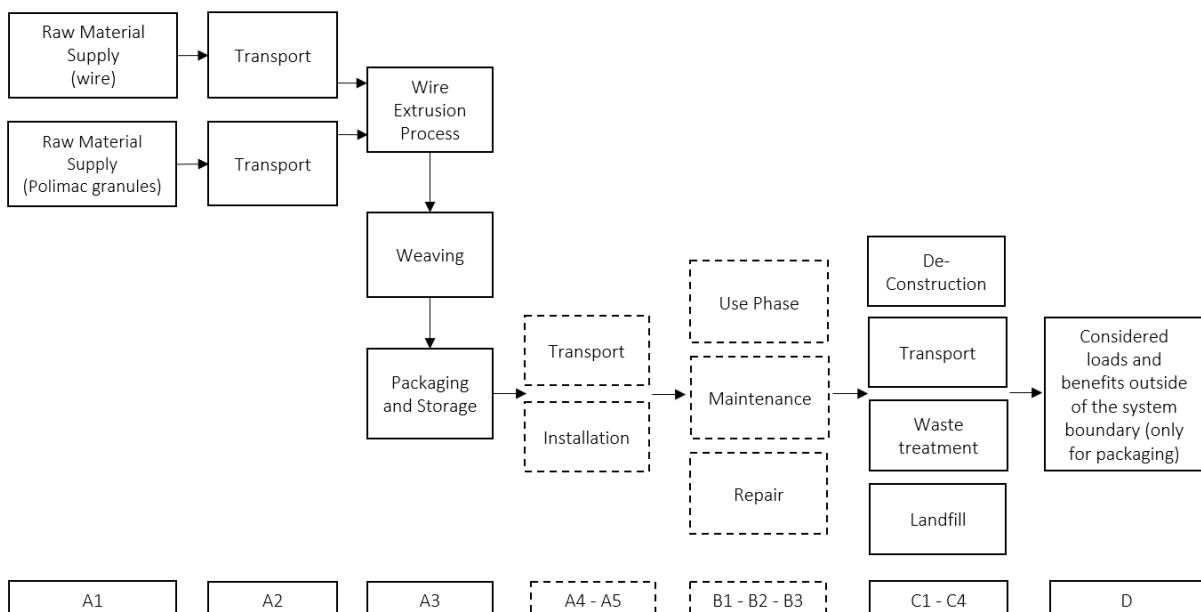 Raw Material
Supply
(wire)
Transport
Raw Material
Supply
(Polimac granules)
Transport
Wire
Extrusion
Process
Weaving
Packaging
and Storage
Transport
Installation
Use Phase
Maintenance
Repair
De-
Construction
Transport
Waste
treatment
Landfill
Considered
loads and
benefits outside
of the system
boundary (only
for packaging)
A1
A2
A3
A4 - A5
B1 - B2 - B3
C1 - C4
D